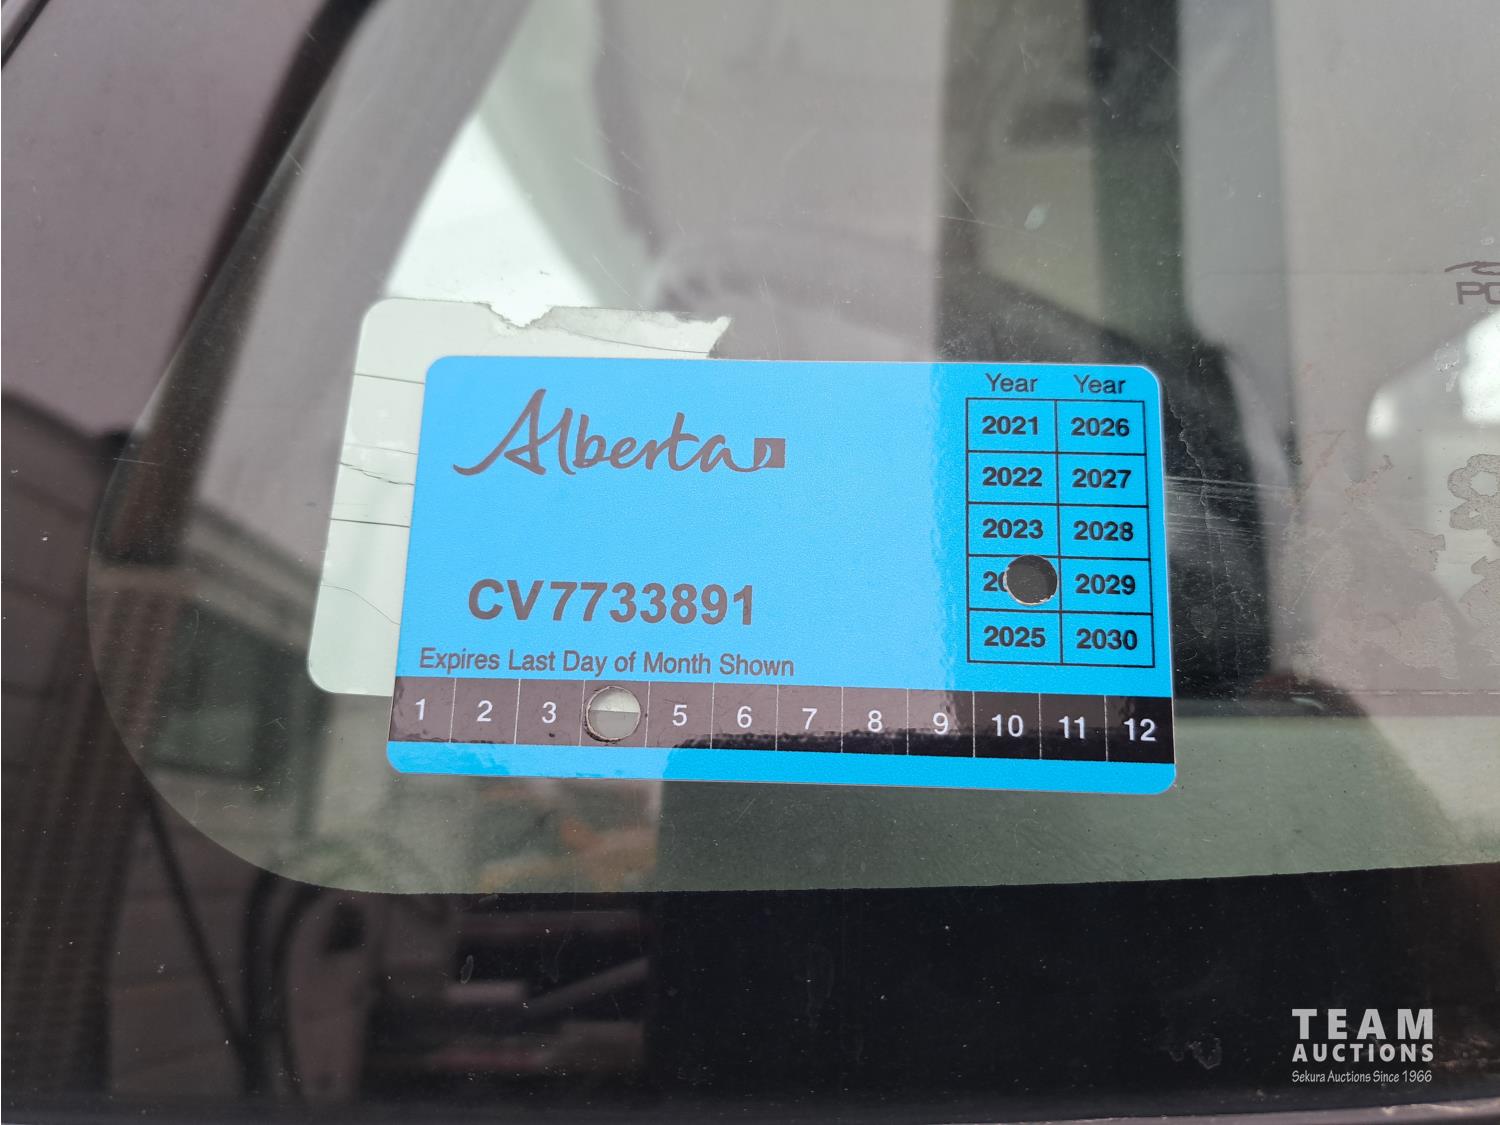 Alberta
Year Year
2021 2026
2022 2027
2023 2028
2029
2025 2030
CV7733891
Expires Last Day of Month Shown
1 2 3 5 6 7 8 9 10 11 12
TEAM
AUCTIONS
Sekura Auctions Since 1966